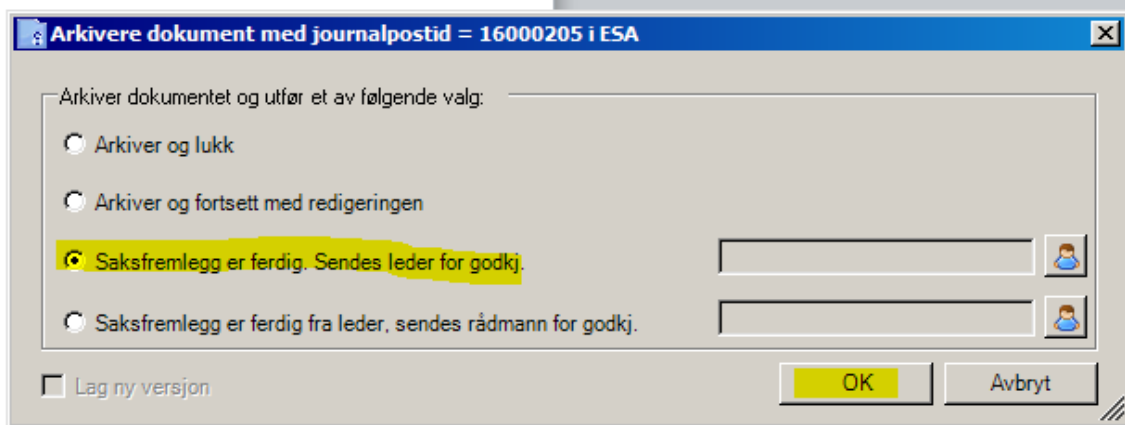 Arkivere dokument med journalpostid = 16000205 i ESA
Arkiver dokumentet og utfør et av følgende valg:
Arkiver og lukk
Arkiver og fortsett med redigeringen
Saksfremlegg er ferdig. Sendes leder for godkj.
Saksfremlegg er ferdig fra leder, sendes rådmann for godkj.
Lag ny versjon
OK
Avbryt